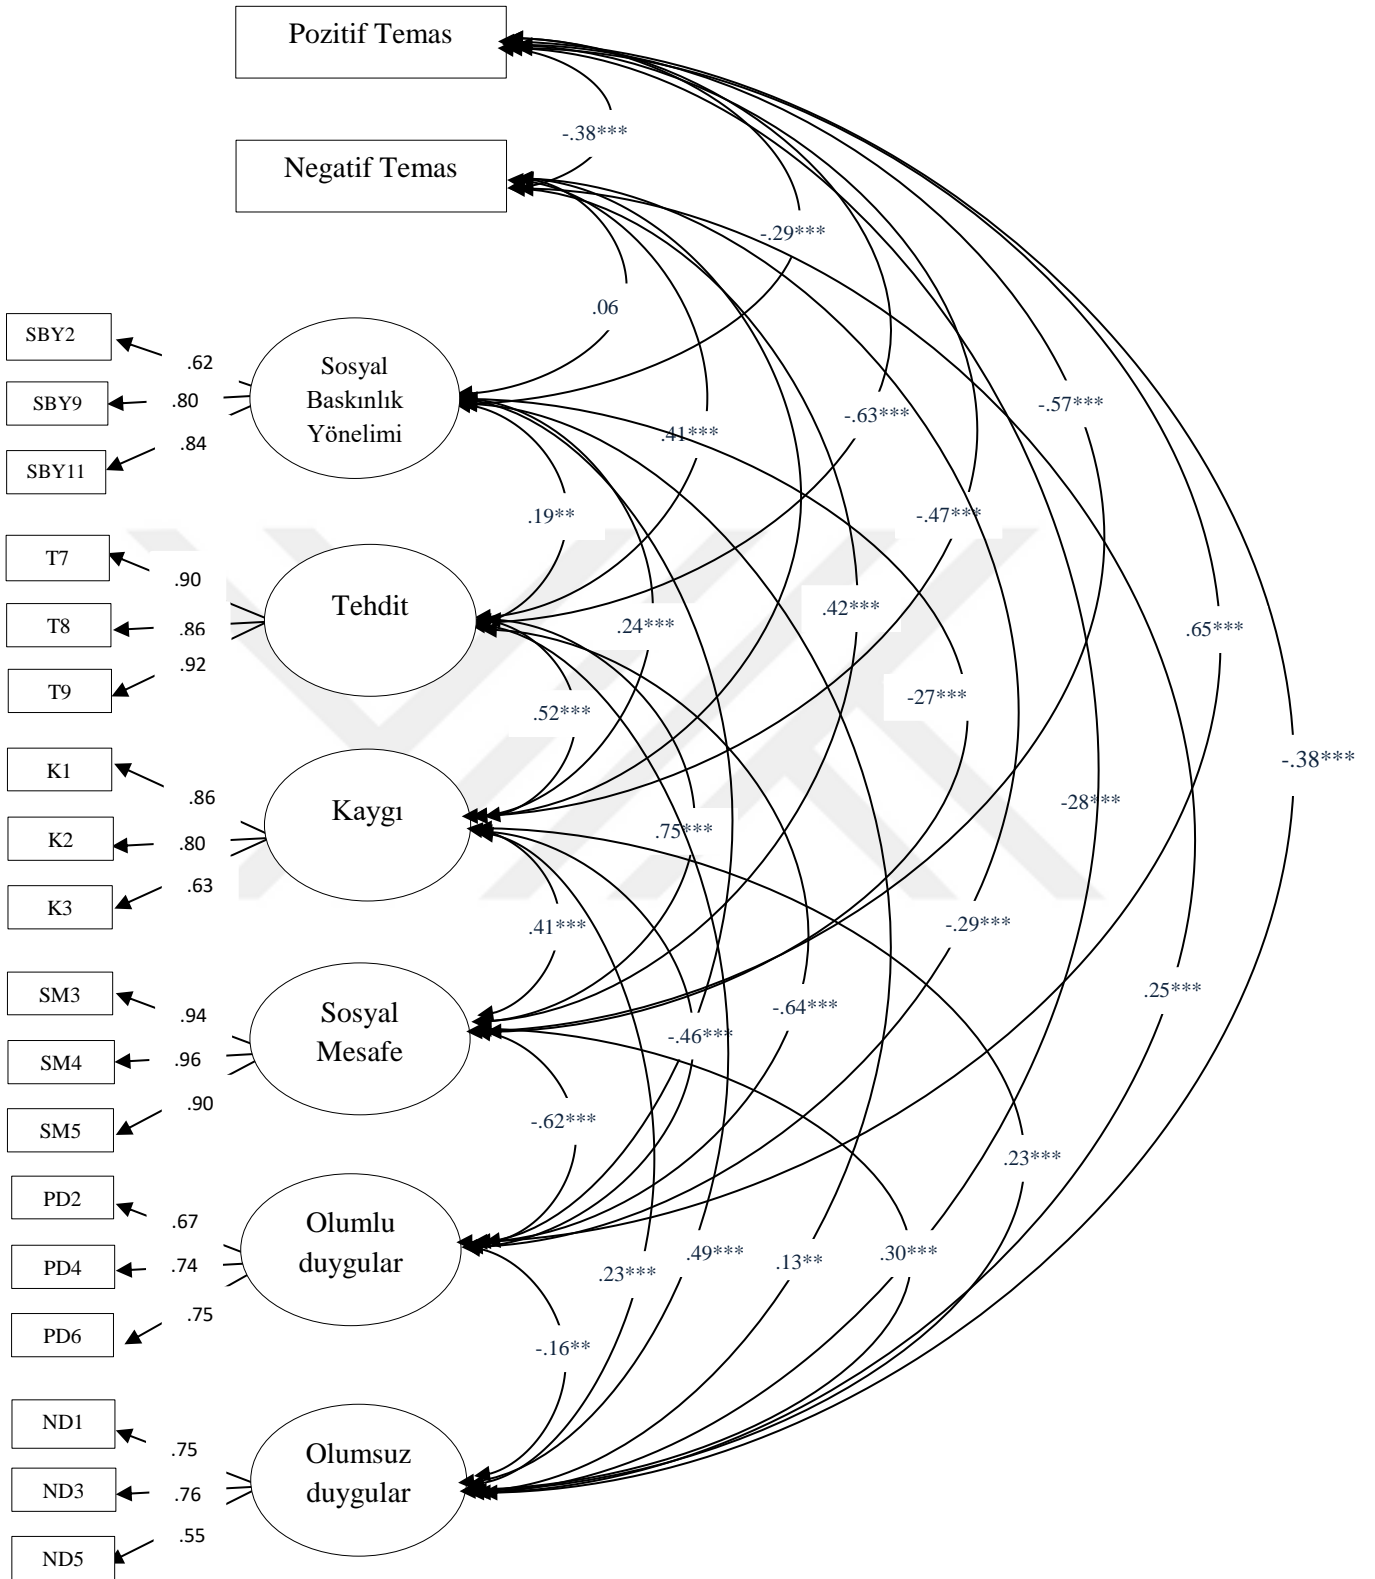 Pozitif Temas
-.38***
Negatif Temas
-.29***
.06
SBY2
.62
SBY9
.80
SBY11
.84
Sosyal
Baskınlık
Yönelimi
-.63***
-.57***
.41***
.19**
-.47***
T7
.90
T8
.86
T9
.92
Tehdit
.42***
.24***
.65***
-27***
.52***
-.38***
K1
.86
K2
.80
K3
.63
Kaygı
-28***
.75***
.41***
-.29***
SM3
.94
SM4
.96
SM5
.90
Sosyal
Mesafe
.25***
-.64***
-.46***
-.62***
.23***
PD2
.67
PD4
.74
PD6
.75
Olumlu
duygular
.23***
.49***
.13**
.30***
-.16**
ND1
.75
ND3
.76
ND5
.55
Olumsuz
duygular